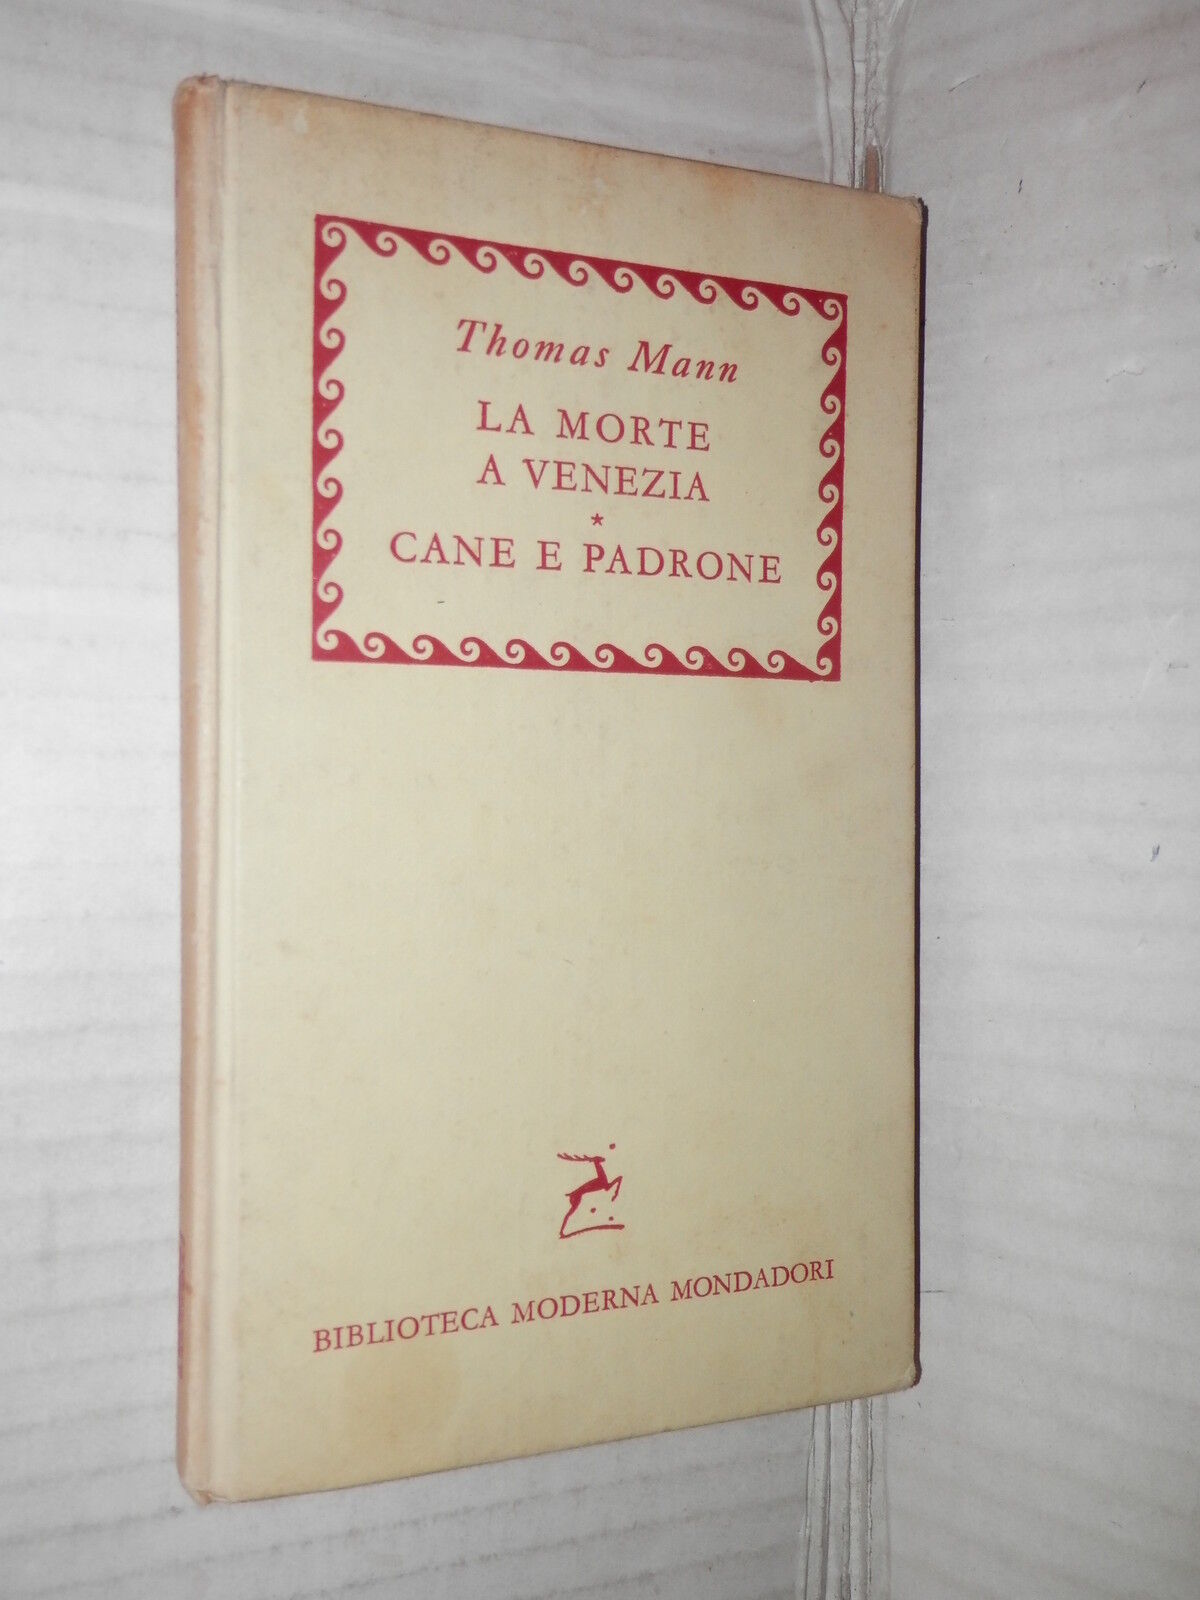 Thomas Mann
LA MORTE
A VENEZIA
*
CANE E PADRONE
BIBLIOTECA MODERNA MONDADORI